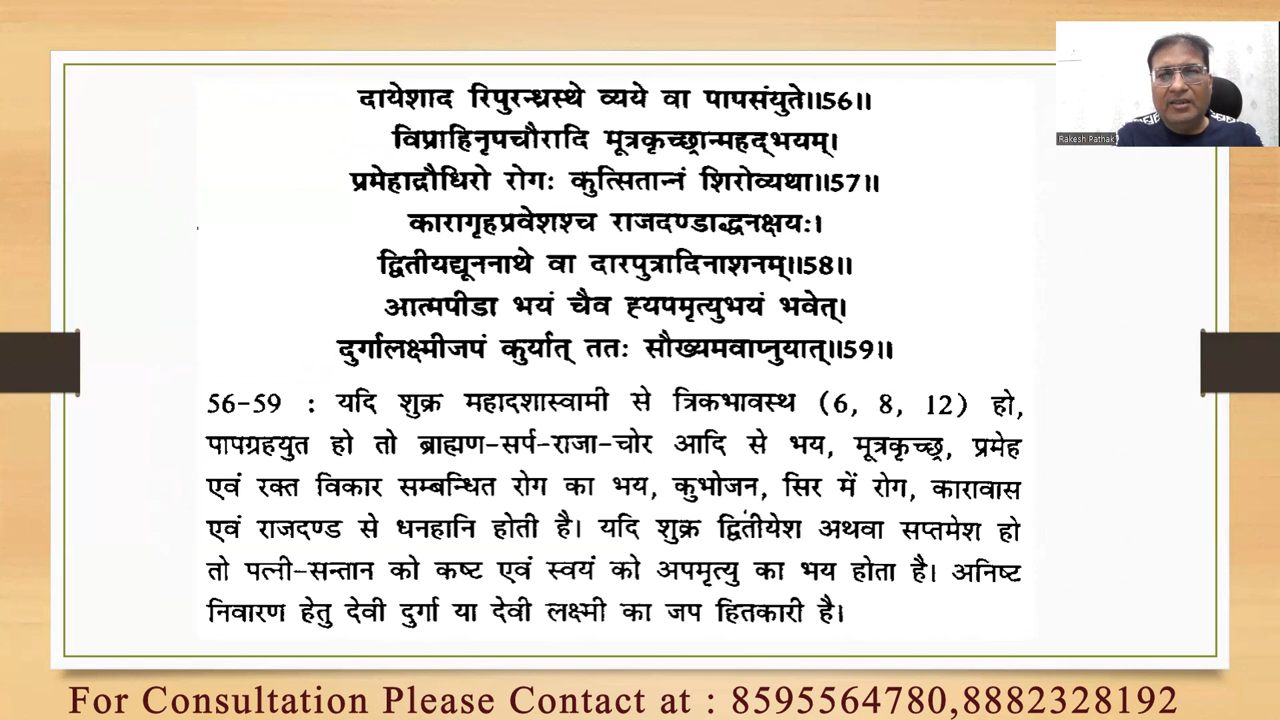 दायेशाद रिपुरन्ध्रस्थे व्यये वा पापसंयुते॥56॥
विप्राहिनृपचौरादि मूत्रकृच्छ्रान्महद्भयम्।
प्रमेहाद्रौधिरो रोगः कुत्सितान्नं शिरोव्यथा॥57॥
कारागृहप्रवेशश्च राजदण्डाद्धनक्षयः।
द्वितीयद्यूननाथे वा दारपुत्रादिनाशनम्॥58॥
आत्मपीडा भयं चैव ह्यपमृत्युभयं भवेत्।
दुर्गालक्ष्मीजपं कुर्यात् ततः सौख्यमवाप्नुयात्॥59॥
56-59 : यदि शुक्र महादशास्वामी से त्रिकभावस्थ (6, 8, 12) हो,
पापग्रहयुत हो तो ब्राह्मण-सर्प-राजा-चोर आदि से भय, मूत्रकृच्छ्र, प्रमेह
एवं रक्त विकार सम्बन्धित रोग का भय, कुभोजन, सिर में रोग, कारावास
एवं राजदण्ड से धनहानि होती है। यदि शुक्र द्वितीयेश अथवा सप्तमेश हो
तो पत्नी-सन्तान को कष्ट एवं स्वयं को अपमृत्यु का भय होता है। अनिष्ट
निवारण हेतु देवी दुर्गा या देवी लक्ष्मी का जप हितकारी है।
Rakesh Pathak
For Consultation Please Contact at : 8595564780,8882328192